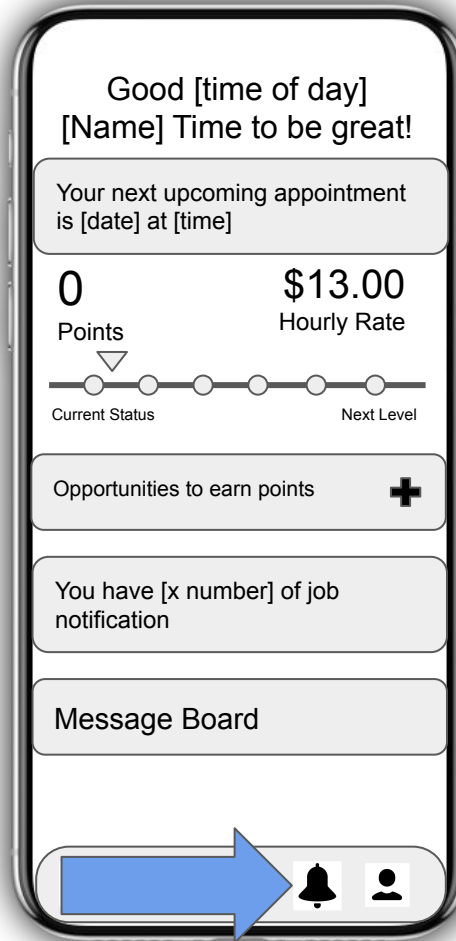 Good [time of day]
[Name] Time to be great!
Your next upcoming appointment
is [date] at [time]
0
Points
$13.00
Hourly Rate
Current Status
Next Level
Opportunities to earn points
You have [x number] of job
notification
Message Board